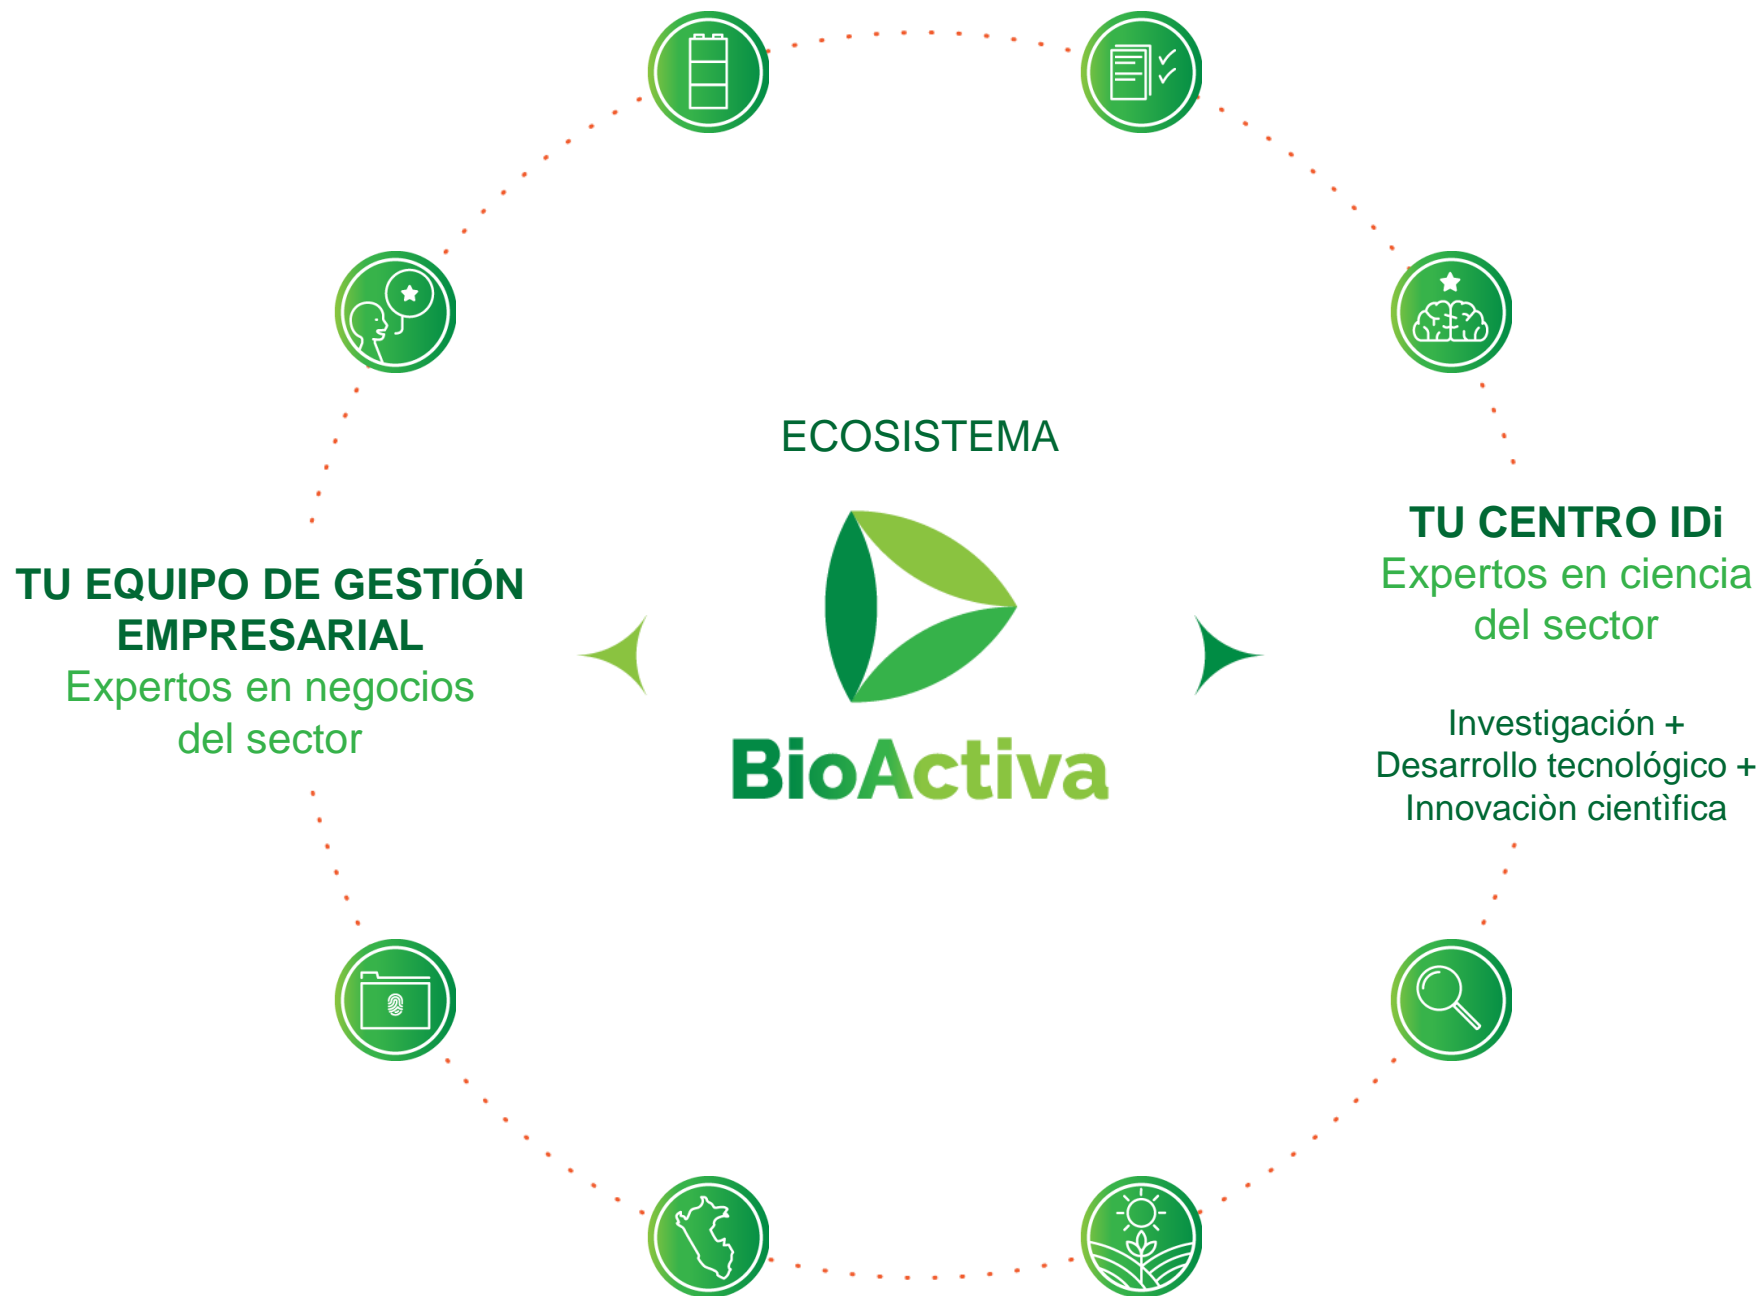 ECOSISTEMA
BioActiva
TU EQUIPO DE GESTIÓN
EMPRESARIAL
Expertos en negocios
del sector
TU CENTRO IDi
Expertos en ciencia
del sector
Investigación +
Desarrollo tecnológico +
Innovaciòn cientìfica